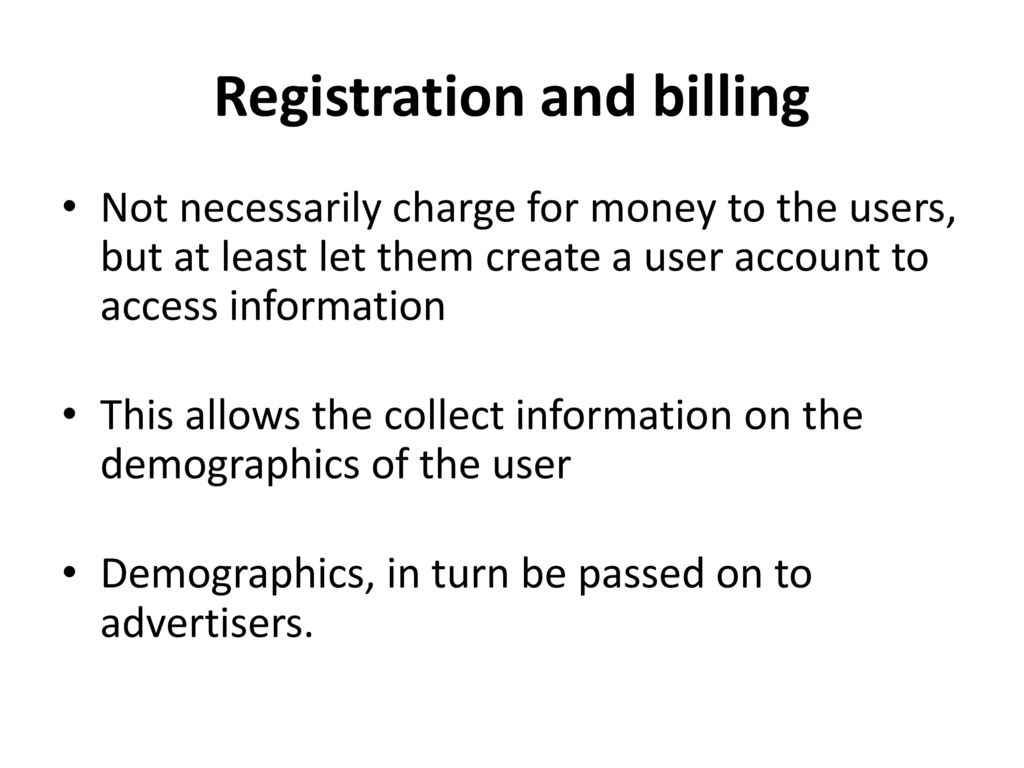 Registration and billing
• Not necessarily charge for money to the users,
but at least let them create a user account to
access information
• This allows the collect information on the
demographics of the user
• Demographics, in turn be passed on to
advertisers.